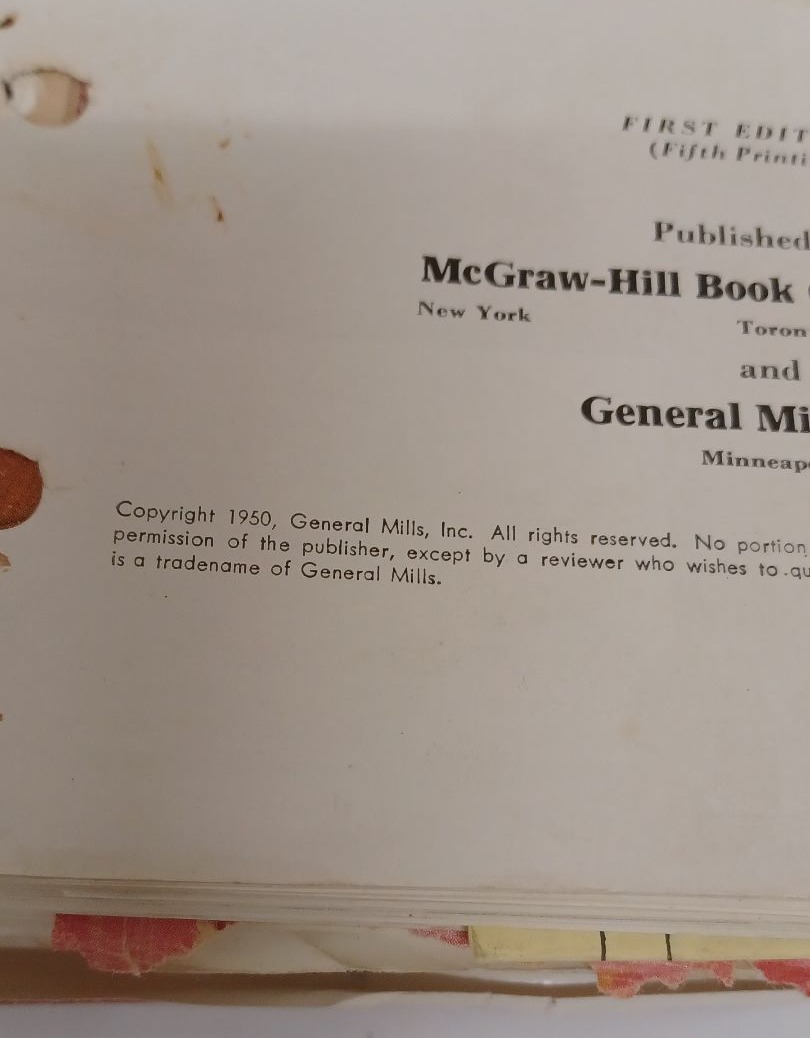 FIRST EDIT
(Fifth Printi
Published
McGraw-Hill Book
New York Toron
and
General Mi
Minneap
Copyright 1950, General Mills, Inc. All rights reserved. No portion
permission of the publisher, except by a reviewer who wishes to qu
is a tradename of General Mills.